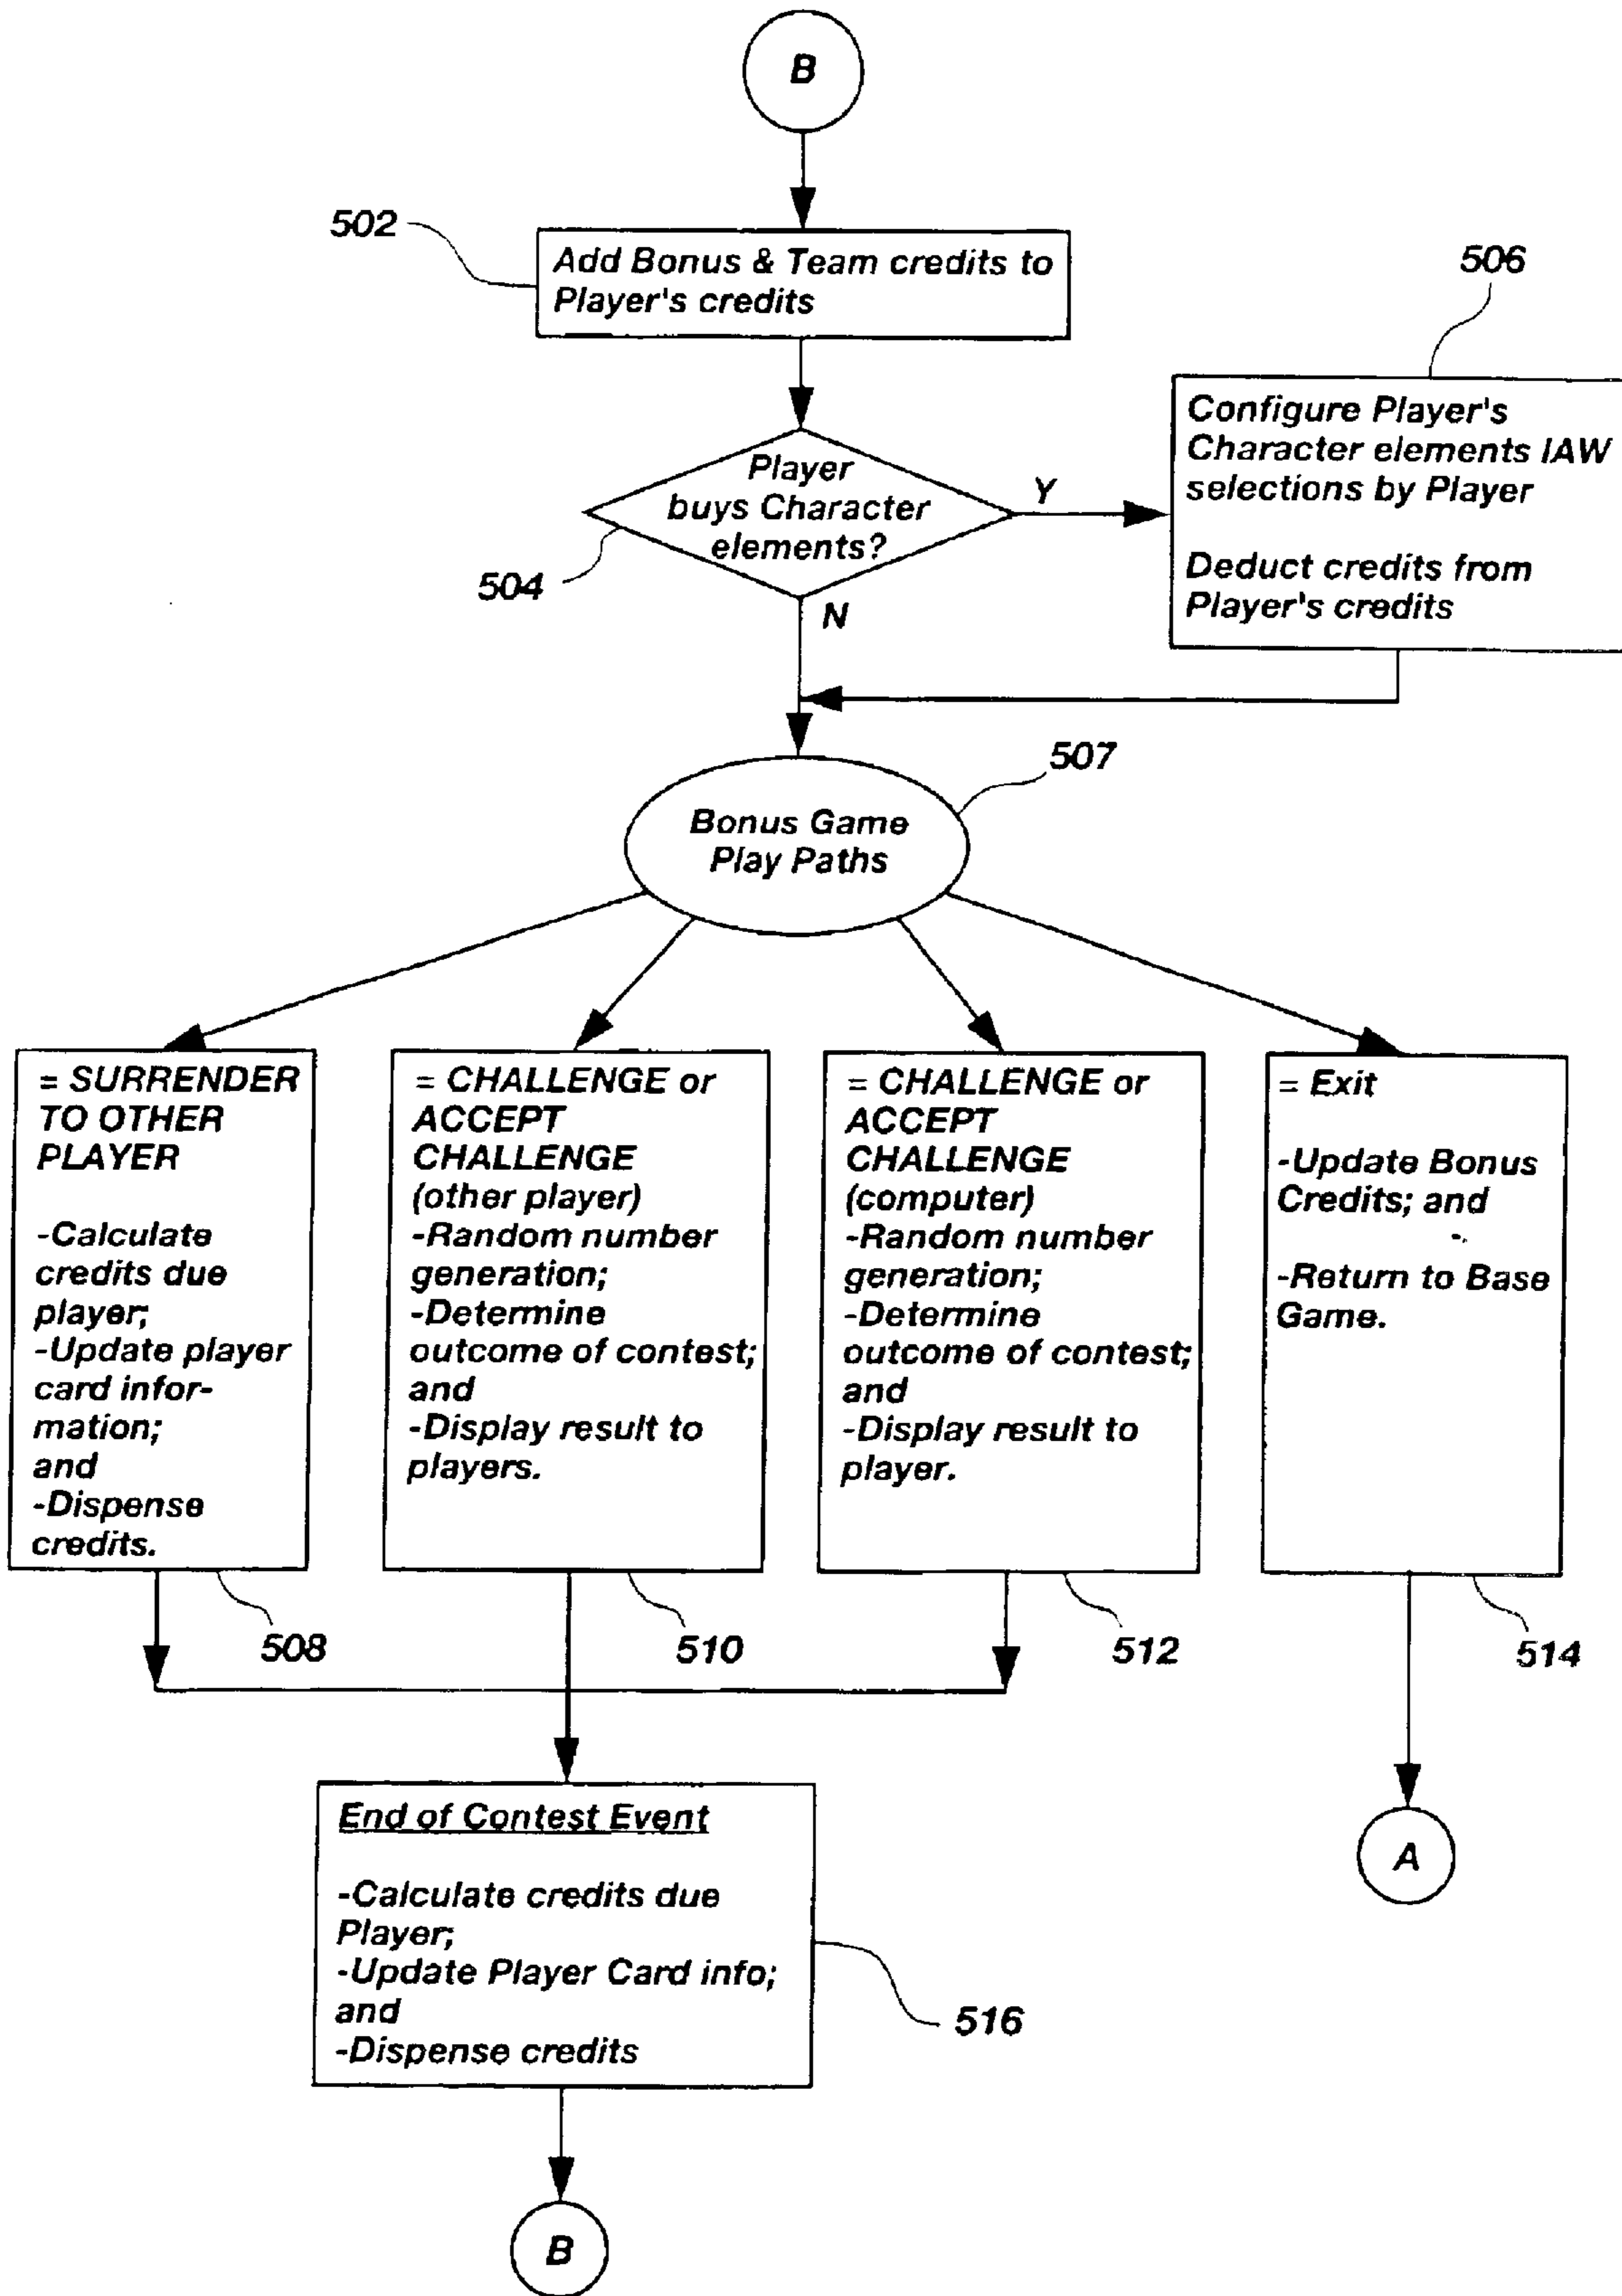 B
502
Add Bonus & Team credits to
Player's credits
506
Configure Player's
Character elements IAW
selections by Player
Deduct credits from
Player's credits
Player
buys Character
elements?
Y
504
N
507
Bonus Game
Play Paths
= SURRENDER
TO OTHER
PLAYER
-Calculate
credits due
player;
-Update player
card infor-
mation;
and
-Dispense
credits.
508
= CHALLENGE or
ACCEPT
CHALLENGE
(other player)
-Random number
generation;
-Determine
outcome of contest;
and
-Display result to
players.
510
= CHALLENGE or
ACCEPT
CHALLENGE
(computer)
-Random number
generation;
-Determine
outcome of contest;
and
-Display result to
player.
512
= Exit
-Update Bonus
Credits; and
-Return to Base
Game.
514
End of Contest Event
-Calculate credits due
Player;
-Update Player Card info;
and
-Dispense credits
516
A
B